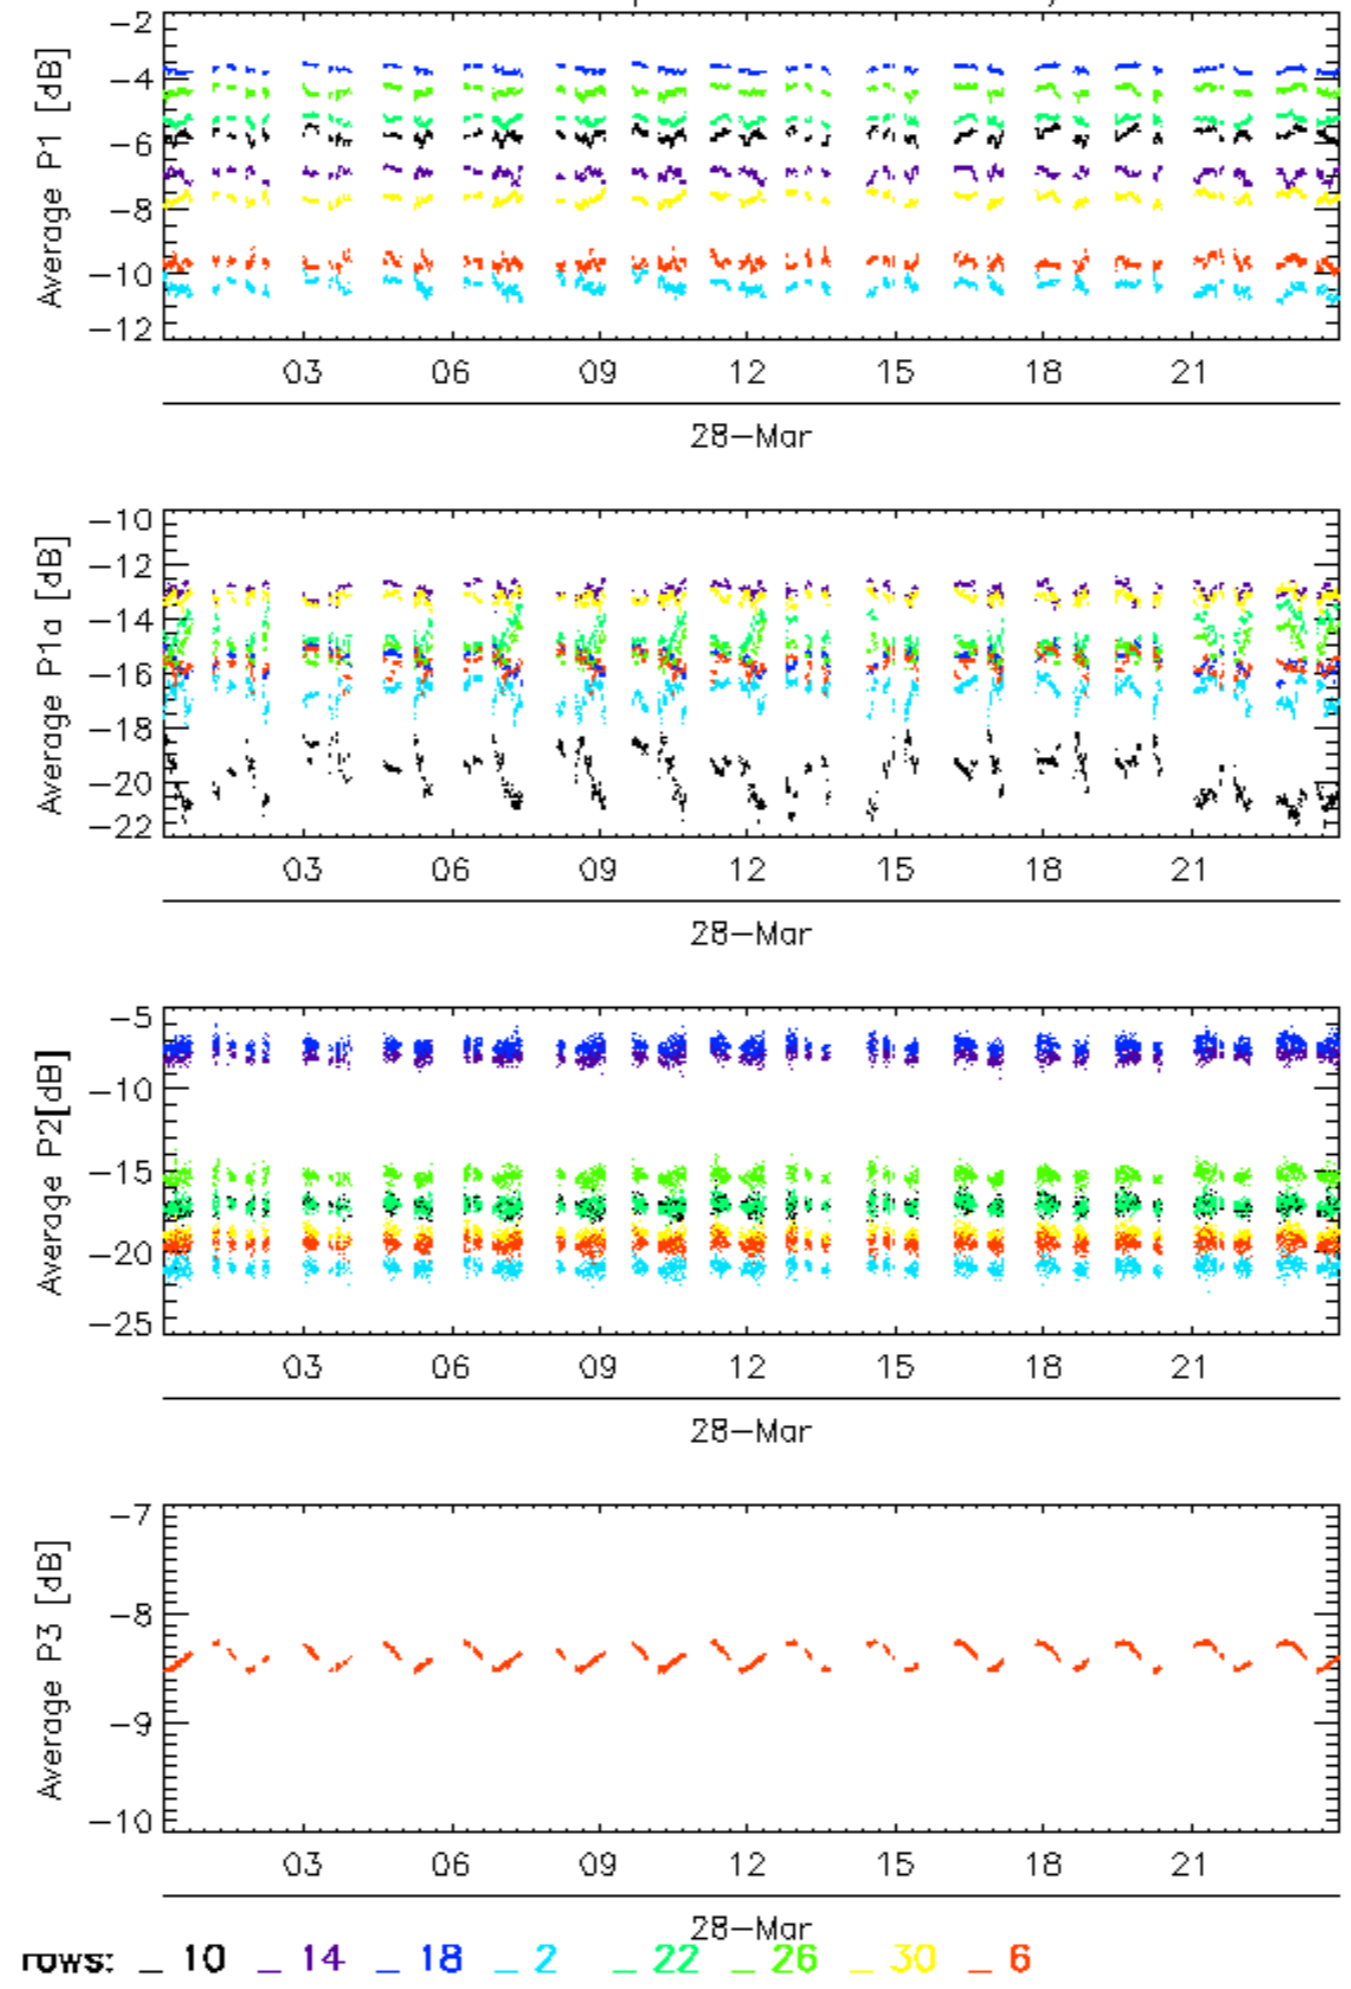 −2
−4
−6
−8
−10
−12
Average P1 [dB]
03 06 09 12 15 18 21
28−Mar
−10
−12
−14
−16
−18
−20
−22
Average P1a [dB]
03 06 09 12 15 18 21
28−Mar
−5
−10
−15
−20
−25
Average P2[dB]
03 06 09 12 15 18 21
28−Mar
−7
−8
−9
−10
Average P3 [dB]
03 06 09 12 15 18 21
28−Mar
rows: _ 10 _ 14 _ 18 _ 2 _ 22 _ 26 _ 30 _ 6